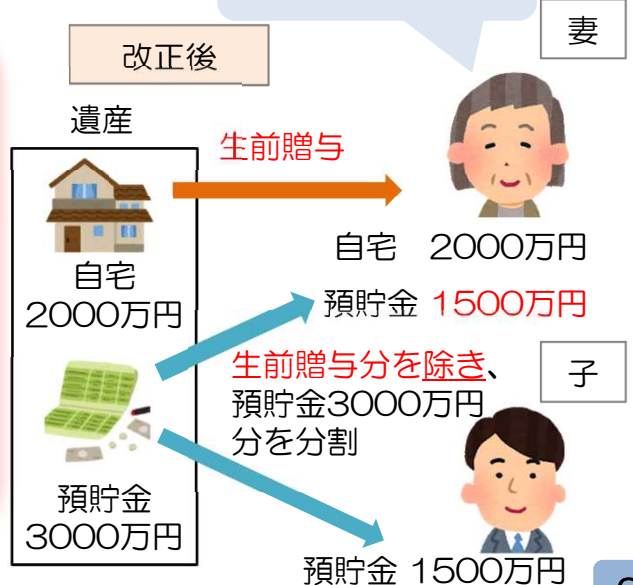 改正後
妻
遺産
生前贈与
自宅
2000万円
自宅 2000万円
預貯金 1500万円
生前贈与分を除き、
預貯金3000万円
分を分割
子
預貯金
3000万円
預貯金 1500万円